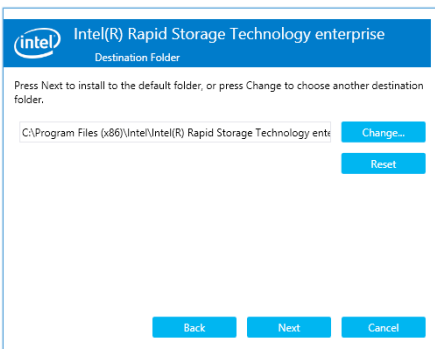 intel
Intel(R) Rapid Storage Technology enterprise
Destination Folder
Press Next to install to the default folder, or press Change to choose another destination
folder.
C:\Program Files (x86)\Intel\Intel(R) Rapid Storage Technology ente
Change...
Reset
Back Next Cancel